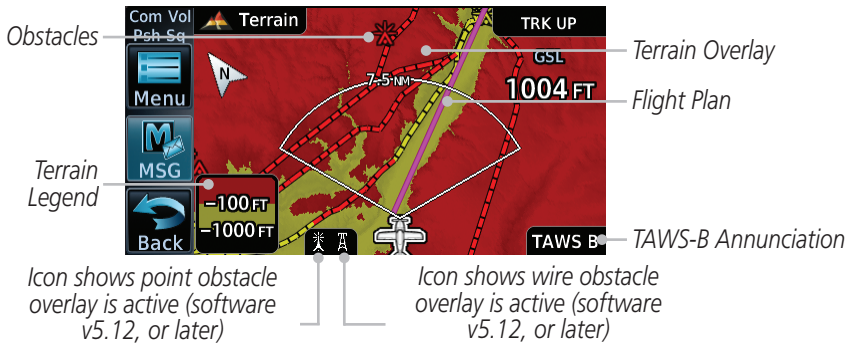 Com Vol
Psh Sq
Terrain
TRK UP
Obstacles
Terrain Overlay
GSL
1004 FT
N
7.5 NM
Menu
Flight Plan
MSG
Terrain
Legend
-100 FT
-1000 FT
Back
TAWS B
TAWS-B Annunciation
Icon shows point obstacle
overlay is active (software
v5.12, or later)
Icon shows wire obstacle
overlay is active (software
v5.12, or later)